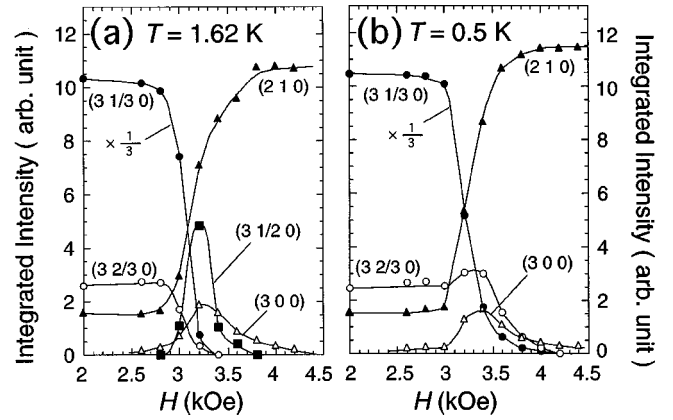 (a) T = 1.62 K
(b) T = 0.5 K
Integrated Intensity ( arb. unit )
Integrated Intensity ( arb. unit )
12
10
8
6
4
2
0
12
10
8
6
4
2
0
(3 1/3 0)
× 1/3
(2 1 0)
(3 1/2 0)
(3 2/3 0)
(3 0 0)
(3 1/3 0)
× 1/3
(2 1 0)
(3 2/3 0)
(3 0 0)
2 2.5 3 3.5 4 4.5
2 2.5 3 3.5 4 4.5
H (kOe)
H (kOe)